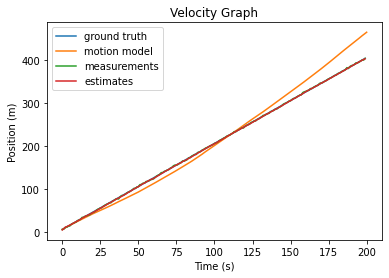 Velocity Graph
ground truth
motion model
measurements
estimates
Position (m)
400
300
200
100
0
0 25 50 75 100 125 150 175 200
Time (s)